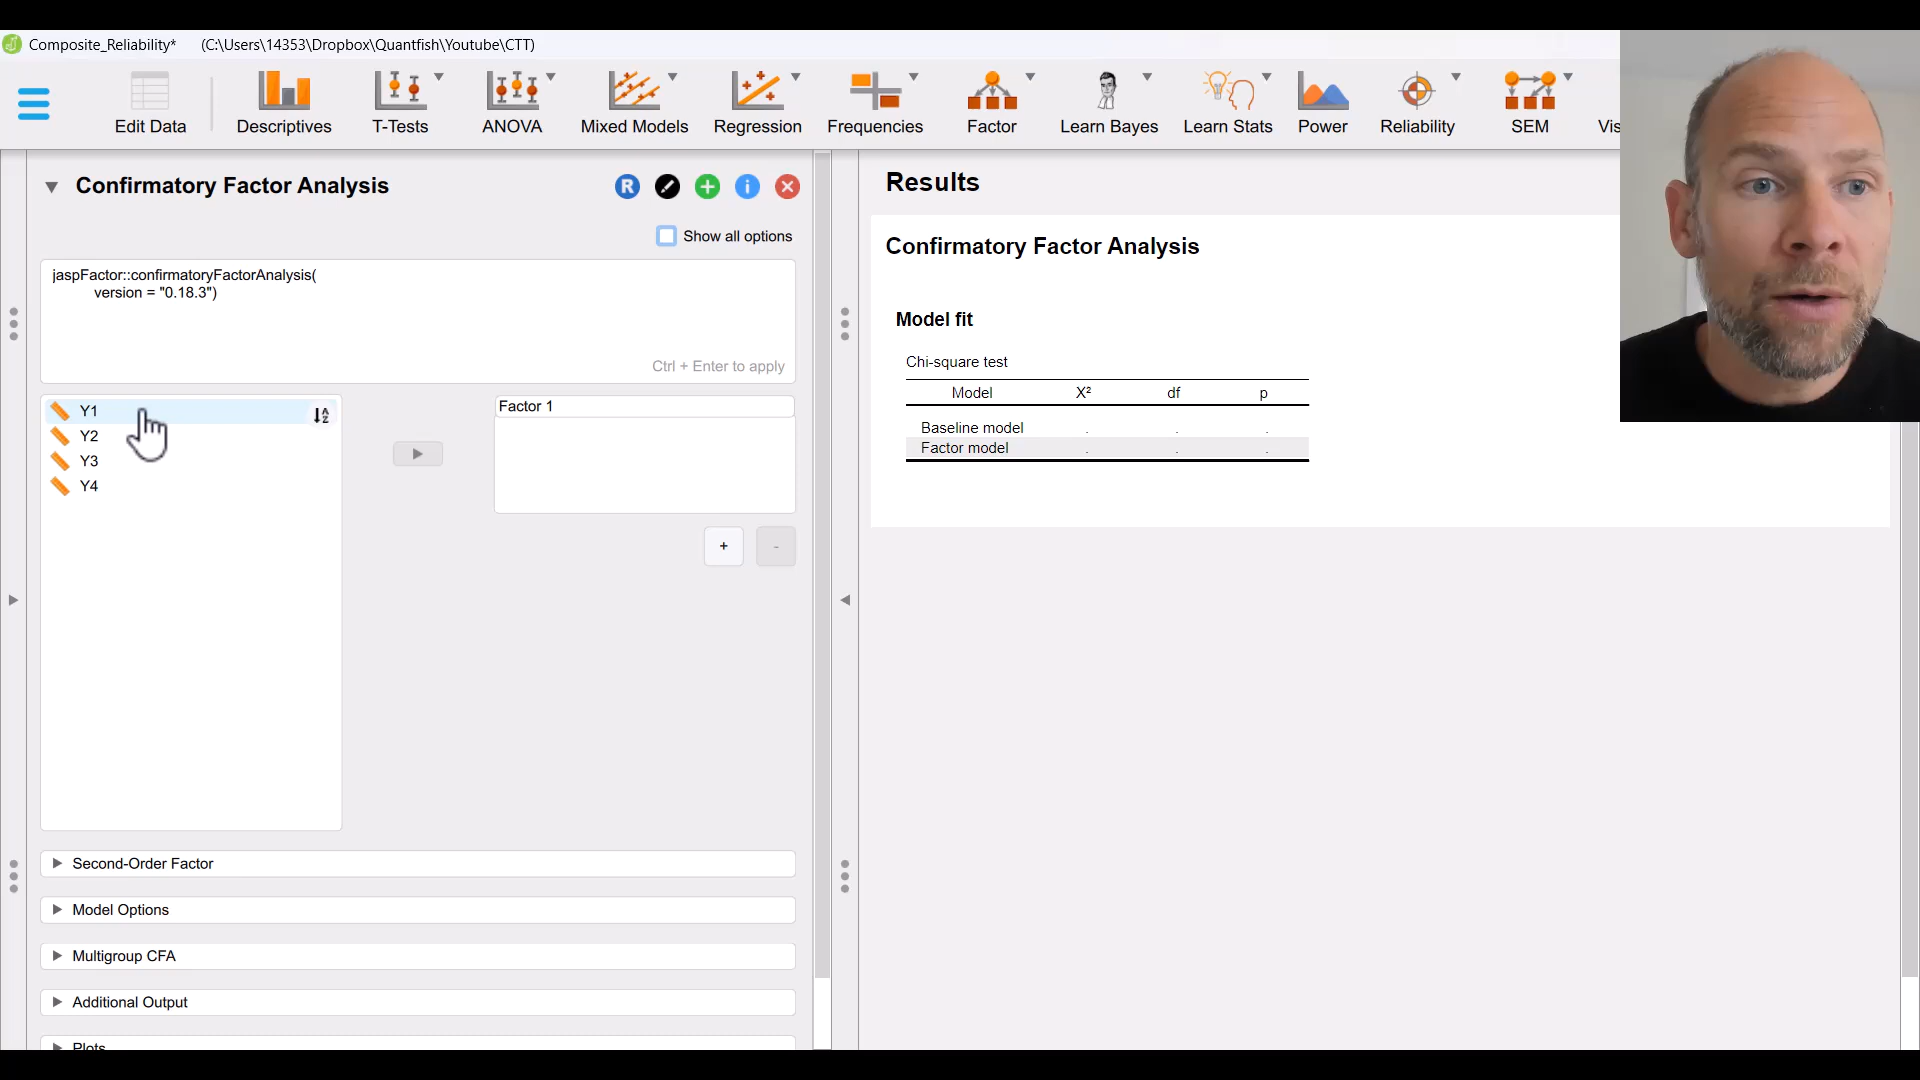 Composite_Reliability* (C:\Users\14353\Dropbox\Quantfish\Youtube\CTT)
Edit Data
Descriptives
T-Tests
ANOVA
Mixed Models
Regression
Frequencies
Factor
Learn Bayes
Learn Stats
Power
Reliability
SEM
Vis
Confirmatory Factor Analysis
R
i
Show all options
jaspFactor::confirmatoryFactorAnalysis(
version = "0.18.3")
Ctrl + Enter to apply
Y1
Y2
Y3
Y4
Factor 1
+
-
Second-Order Factor
Model Options
Multigroup CFA
Additional Output
Plots
Results
Confirmatory Factor Analysis
Model fit
Chi-square test
Model X² df p
Baseline model . . .
Factor model . . .